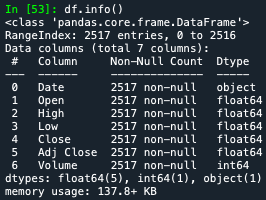 In [53]: df.info()
<class 'pandas.core.frame.DataFrame'>
RangeIndex: 2517 entries, 0 to 2516
Data columns (total 7 columns):
 #   Column     Non-Null Count  Dtype
---  ------     --------------  -----
 0   Date       2517 non-null   object
 1   Open       2517 non-null   float64
 2   High       2517 non-null   float64
 3   Low        2517 non-null   float64
 4   Close      2517 non-null   float64
 5   Adj Close  2517 non-null   float64
 6   Volume     2517 non-null   int64
dtypes: float64(5), int64(1), object(1)
memory usage: 137.8+ KB